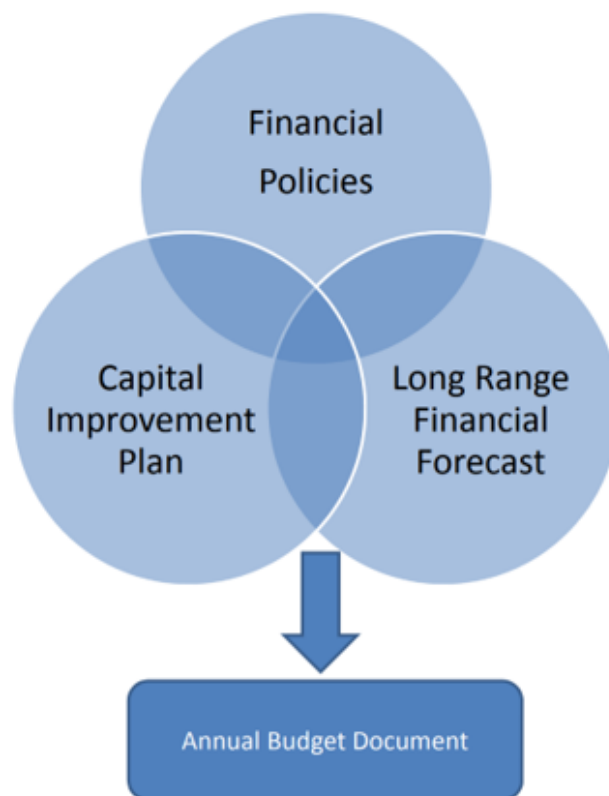 Financial
Policies
Capital
Improvement
Plan
Long Range
Financial
Forecast
Annual Budget Document